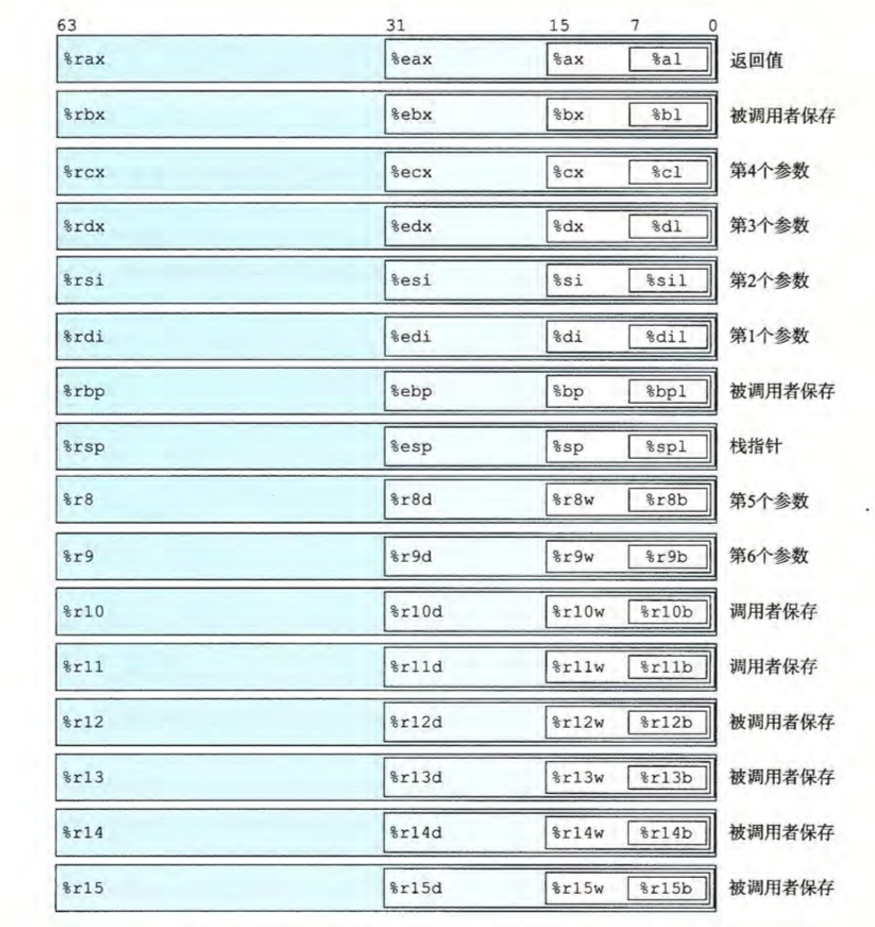 63 31 15 7 0
%rax %eax %ax %al 返回值
%rbx %ebx %bx %bl 被调用者保存
%rcx %ecx %cx %cl 第4个参数
%rdx %edx %dx %dl 第3个参数
%rsi %esi %si %sil 第2个参数
%rdi %edi %di %dil 第1个参数
%rbp %ebp %bp %bpl 被调用者保存
%rsp %esp %sp %spl 栈指针
%r8 %r8d %r8w %r8b 第5个参数
%r9 %r9d %r9w %r9b 第6个参数
%r10 %r10d %r10w %r10b 调用者保存
%r11 %r11d %r11w %r11b 调用者保存
%r12 %r12d %r12w %r12b 被调用者保存
%r13 %r13d %r13w %r13b 被调用者保存
%r14 %r14d %r14w %r14b 被调用者保存
%r15 %r15d %r15w %r15b 被调用者保存